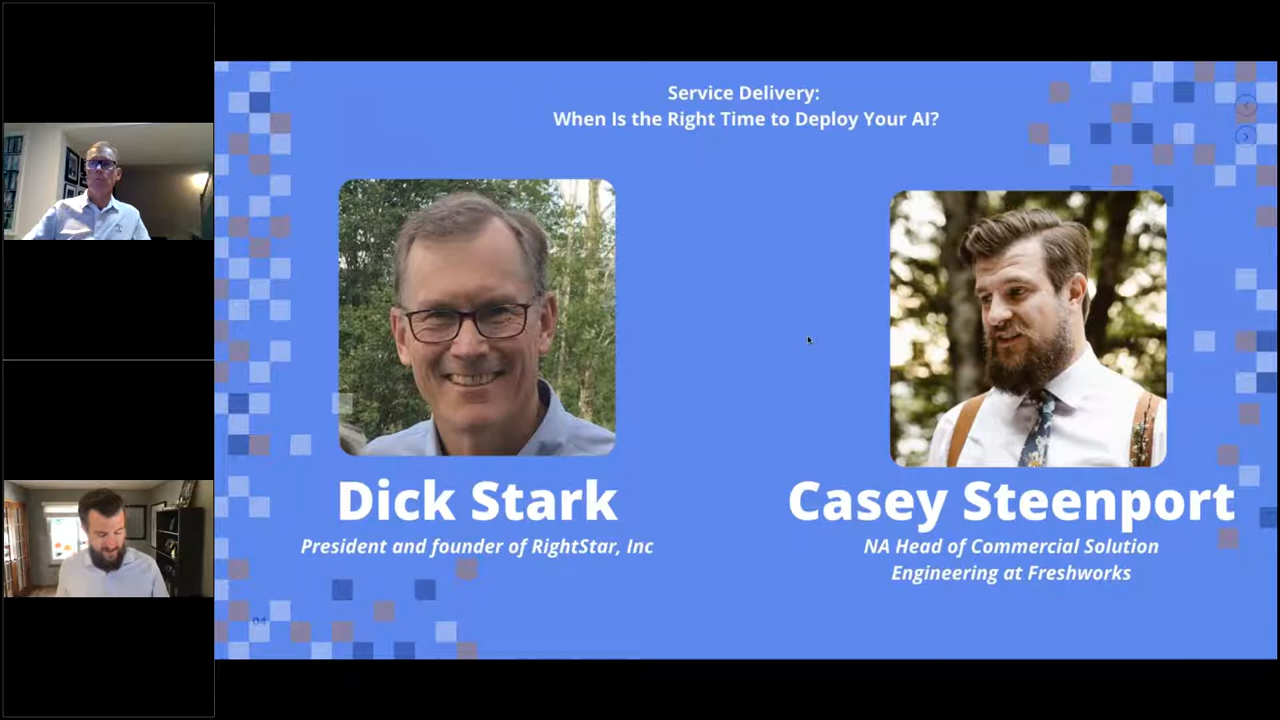 Service Delivery:
When Is the Right Time to Deploy Your AI?
Dick Stark
President and founder of RightStar, Inc
Casey Steenport
NA Head of Commercial Solution
Engineering at Freshworks
04